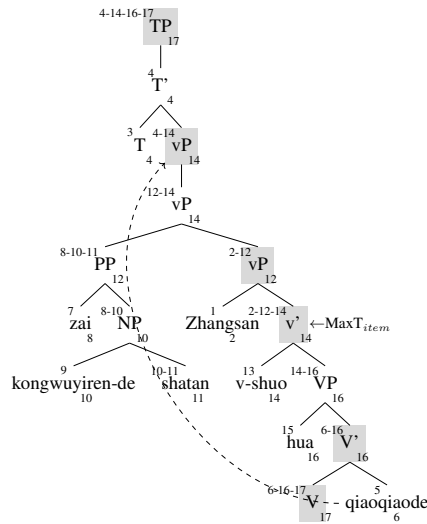 4-14-16-17 TP 17
4 T' 4
3 T 4 4-14 vP 14
12-14 vP 14
8-10-11 PP 12 2-12 vP 12
7 zai 8 8-10 NP 10 1 Zhangsan 2 2-12-14 v' 14 ←MaxT_item
9 kongwuyiren-de 10 10-11 shatan 11 13 v-shuo 14 14-16 VP 16
15 hua 16 6-16 V' 16
6-16-17 V 17 5 qiaoqiaode 6